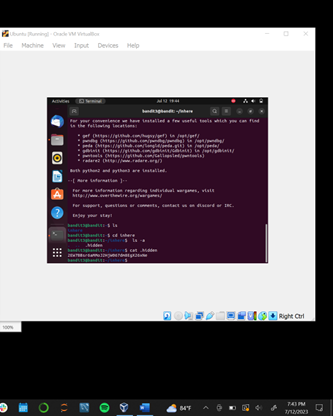 Ubuntu [Running] - Oracle VM VirtualBox
File Machine View Input Devices Help
Activities Terminal Jul 12 19:44
bandit3@bandit: ~/inhere
For your convenience we have installed a few useful tools which you can find
in the following locations:
* gef (https://github.com/hugsy/gef) in /opt/gef/
* pwndbg (https://github.com/pwndbg/pwndbg) in /opt/pwndbg/
* peda (https://github.com/longld/peda.git) in /opt/peda/
* gdbinit (https://github.com/gdbinit/Gdbinit) in /opt/gdbinit/
* pwntools (https://github.com/Gallopsled/pwntools)
* radare2 (http://www.radare.org/)
Both python2 and python3 are installed.
--[ More information ]--
For more information regarding individual wargames, visit
http://www.overthewire.org/wargames/
For support, questions or comments, contact us on discord or IRC.
Enjoy your stay!
bandit3@bandit:~$ ls
inhere
bandit3@bandit:~$ cd inhere
bandit3@bandit:~/inhere$ ls -a
. .. .hidden
bandit3@bandit:~/inhere$ cat .hidden
bandit3@bandit:~/inhere$
Right Ctrl
100%
84°F
7:43 PM
7/12/2023